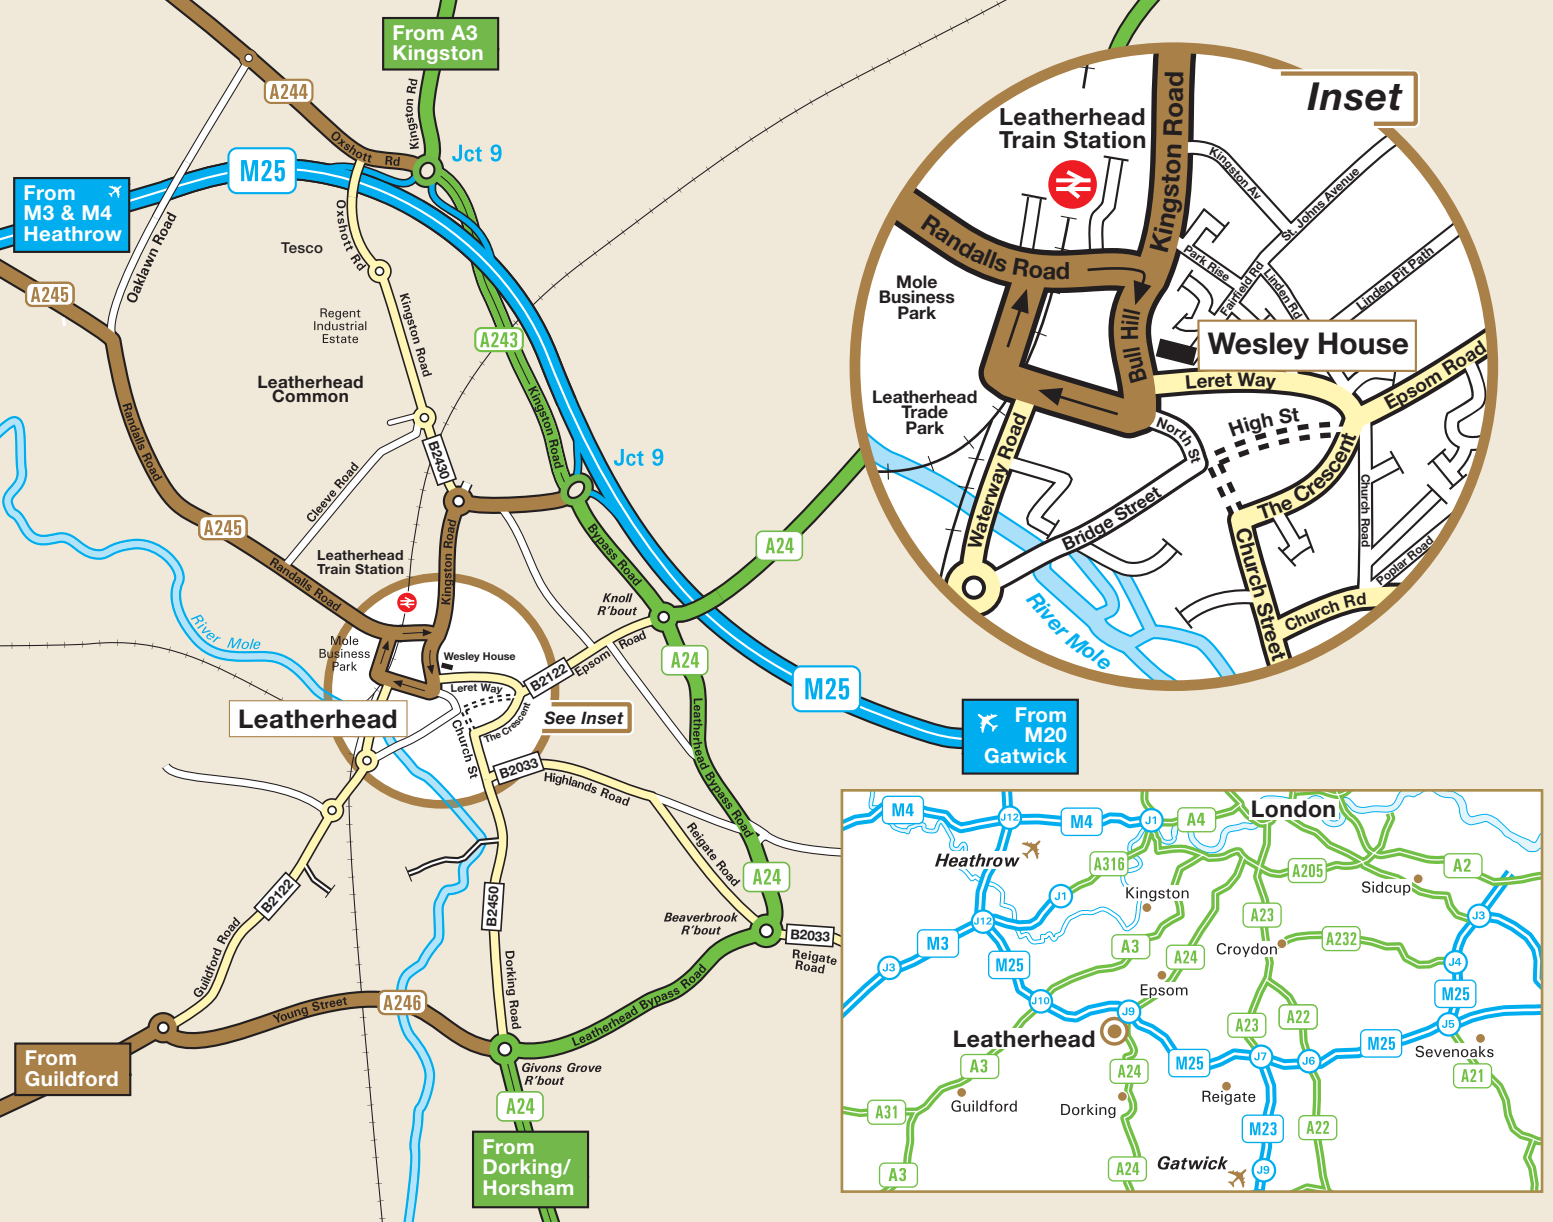 From A3
Kingston
Kingston Rd
A244
Oxshott Rd
Jct 9
M25
From
M3 & M4
Heathrow
Oaklawn Road
Oxshott Rd
Tesco
A245
Regent
Industrial
Estate
Kingston Road
A243
Leatherhead
Common
Kingston Road
Randalls Road
B2430
Jct 9
Cleeve Road
A245
Leatherhead
Train Station
Randalls Road
Kingston Road
Bypass Road
A24
Knoll
R'bout
River Mole
Mole
Business
Park
Wesley House
Epsom Road
B2122
A24
Leret Way
M25
Leatherhead
See Inset
The Crescent
Church St
From
M20
Gatwick
B2033
Highlands Road
Leatherhead Bypass Road
Reigate Road
A24
B2122
B2450
Beaverbrook
R'bout
B2033
Reigate
Road
Guildford Road
Dorking Road
Young Street
A246
Leatherhead Bypass Road
From
Guildford
Givons Grove
R'bout
A24
From
Dorking/
Horsham
Inset
Leatherhead
Train Station
Kingston Road
Kingston Av
St. Johns Avenue
Randalls Road
Park Rise
Fairfield Rd
Linden Rd
Linden Pit Path
Mole
Business
Park
Bull Hill
Wesley House
Leret Way
Epsom Road
Leatherhead
Trade
Park
High St
North St
Waterway Road
The Crescent
Bridge Street
Church Road
Church Street
Poplar Road
Church Rd
River Mole
M4
J12
M4
J1
A4
London
Heathrow
A316
A205
A2
Sidcup
J1
Kingston
J12
A23
J3
M3
A3
Croydon
A232
J3
M25
A24
J4
Epsom
M25
J10
J9
A23
A22
J5
Leatherhead
M25
Sevenoaks
M25
J7
J6
A3
A24
A21
Reigate
Guildford
Dorking
A31
M23
A22
Gatwick
A3
A24
J9